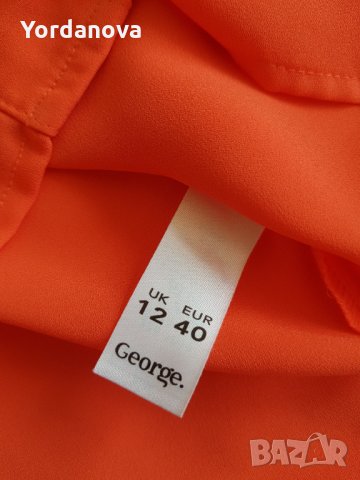 Yordanova
UK EUR
12 40
George.
BAZAR